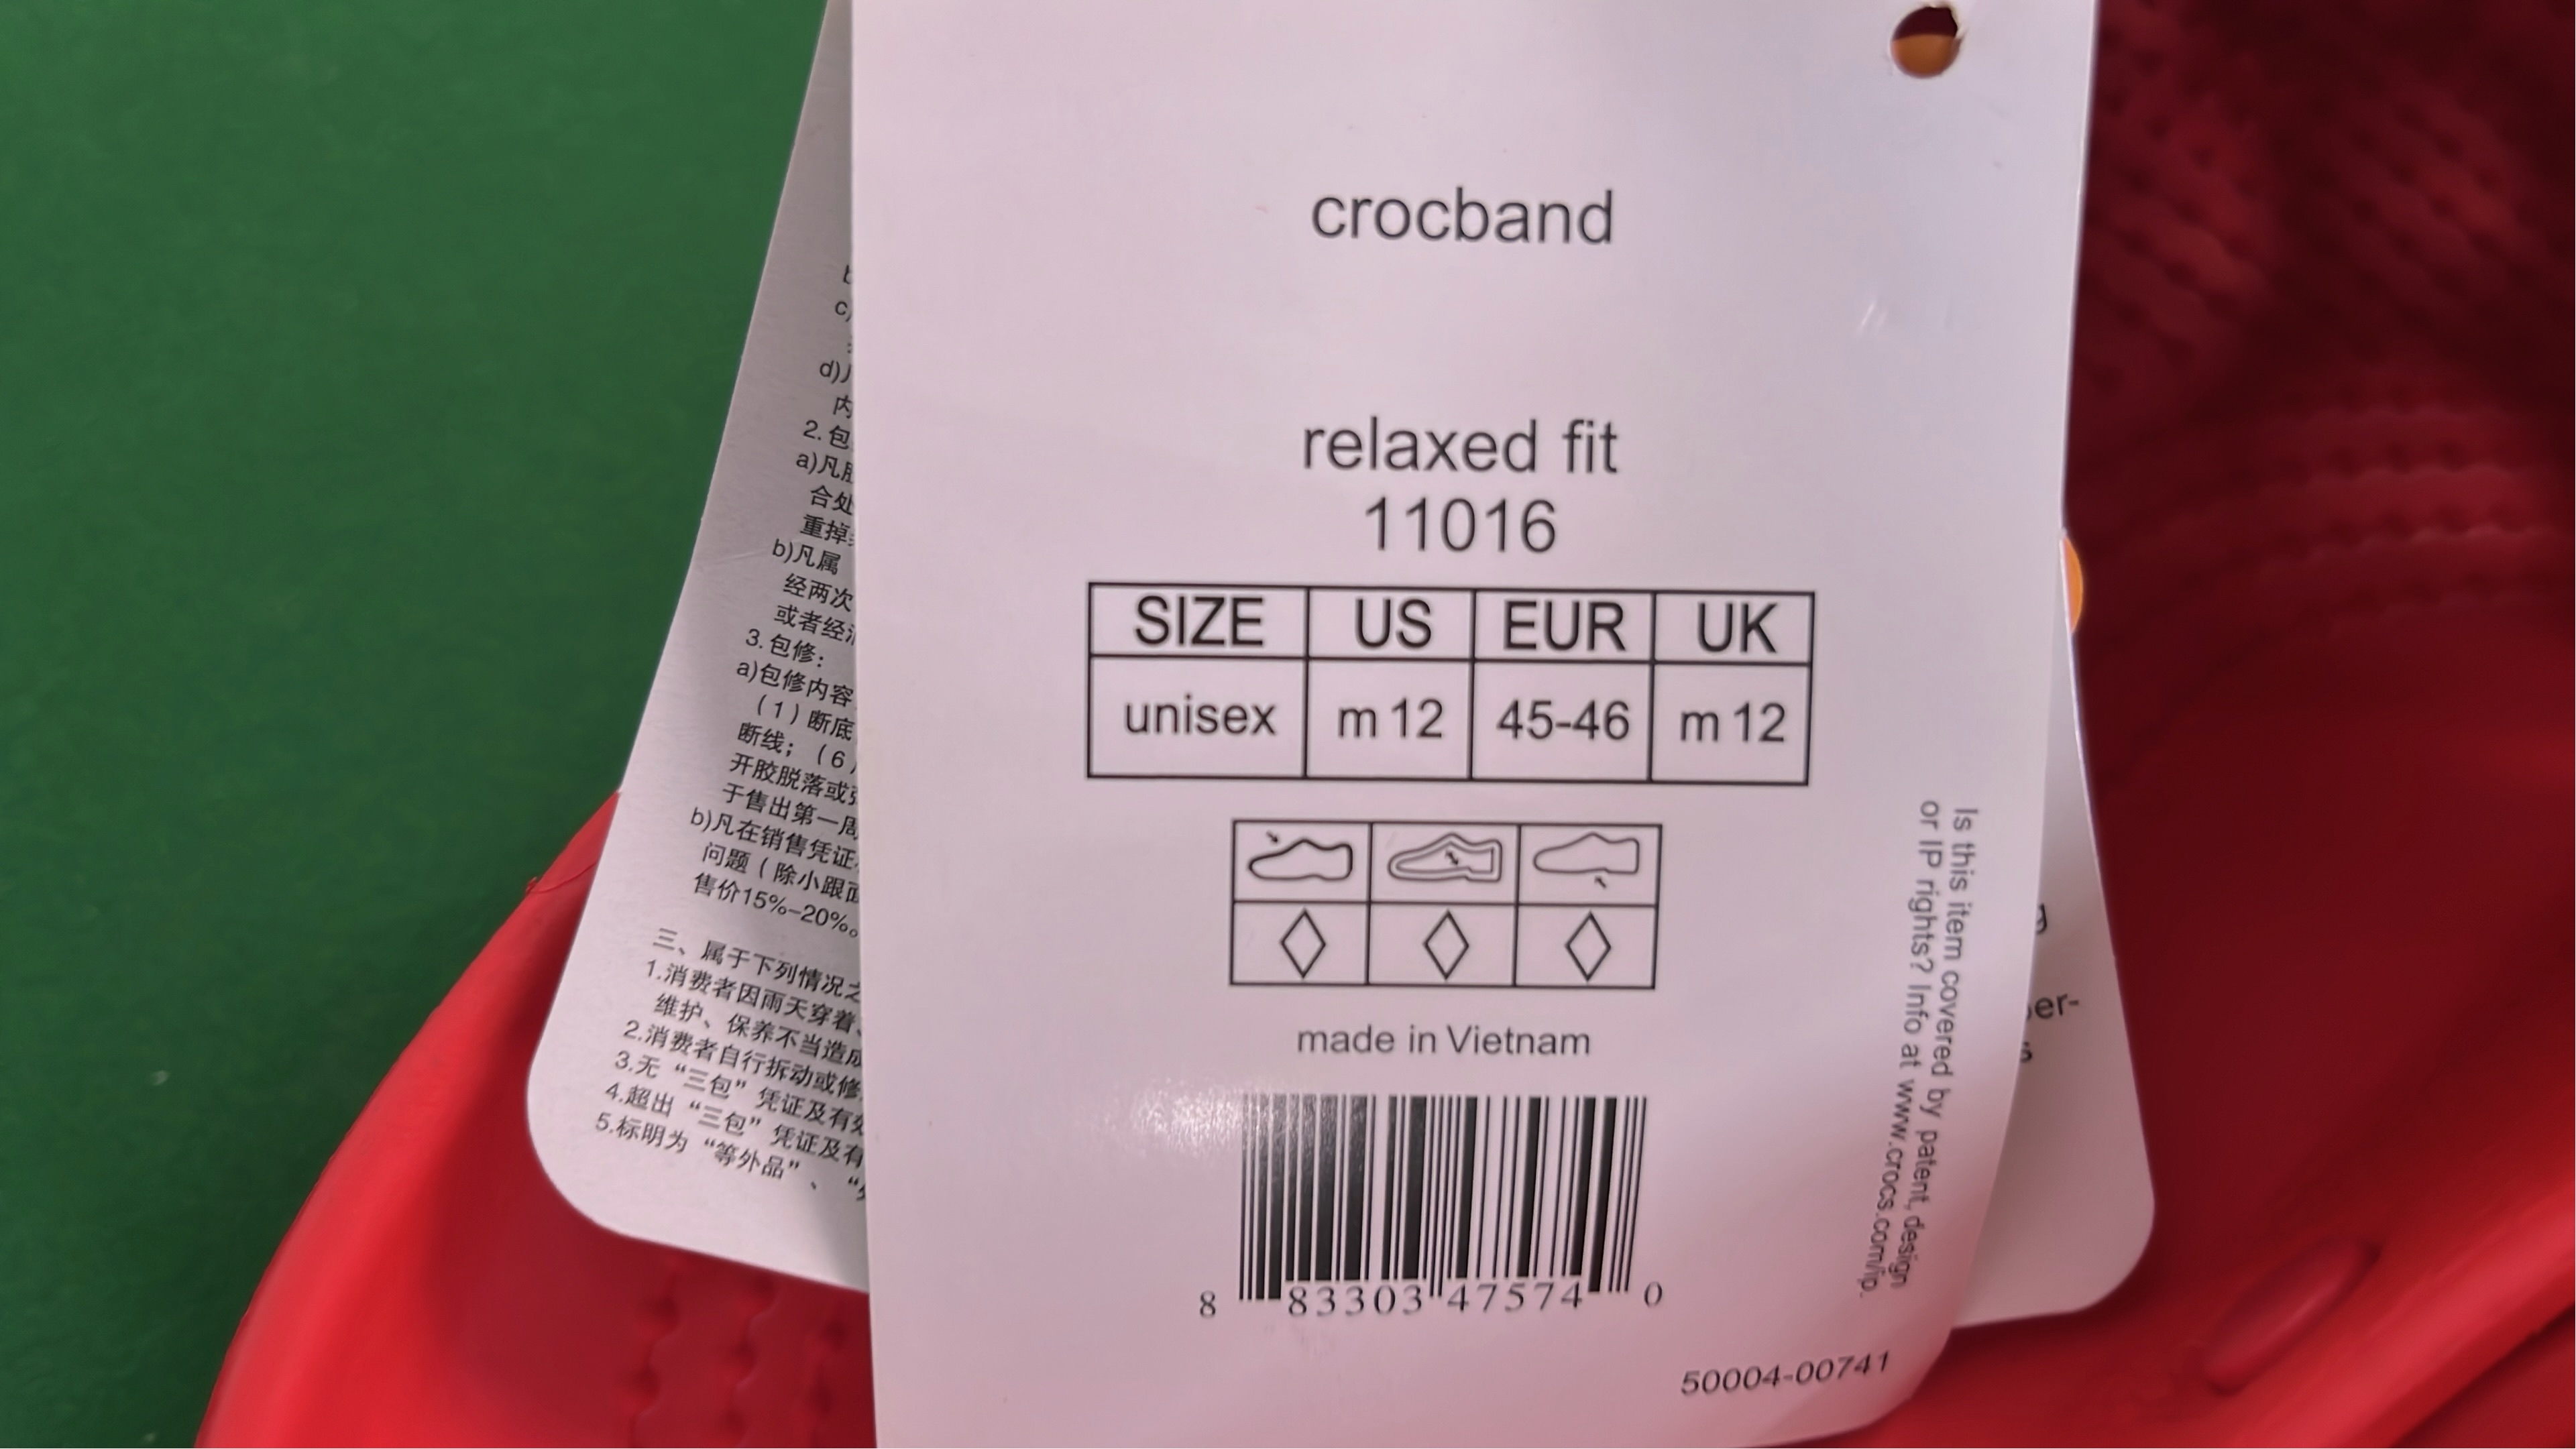 crocband
relaxed fit
11016
SIZE US EUR UK
unisex m 12 45-46 m 12
made in Vietnam
8 83303 47574 0
50004-00741
Is this item covered by patent, design
or IP rights? Info at www.crocs.com/ip.
c)
d)
内
2.包
a)凡
合处
重掉
b)凡属
经两次
或者经
3.包修：
a)包修内容
（1）断底
断线；（6）
开胶脱落或
于售出第一周
b)凡在销售凭证
问题（除小跟面
售价15%-20%。
三、属于下列情况之
1.消费者因雨天穿着、
维护、保养不当造成
2.消费者自行拆动或修
3.无“三包”凭证及有效
4.超出“三包”凭证及有
5.标明为“等外品”、“
er-